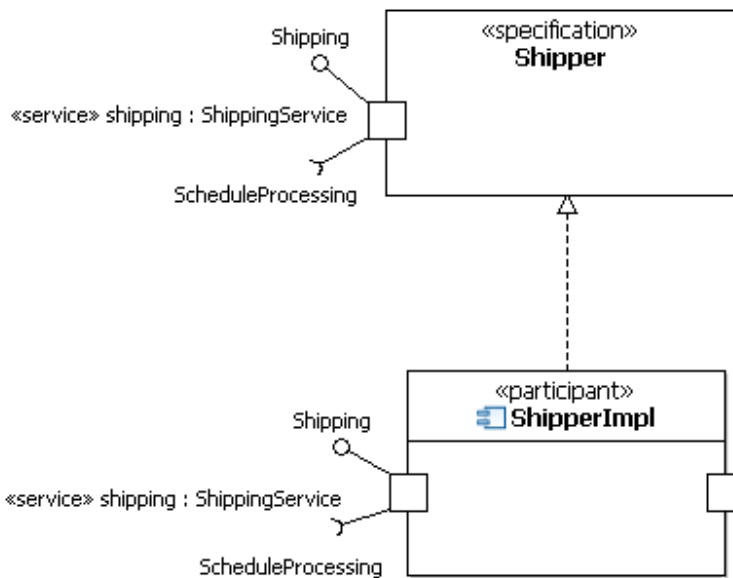 Shipping
«specification»
Shipper
«service» shipping : ShippingService
ScheduleProcessing
«participant»
ShipperImpl
Shipping
«service» shipping : ShippingService
ScheduleProcessing